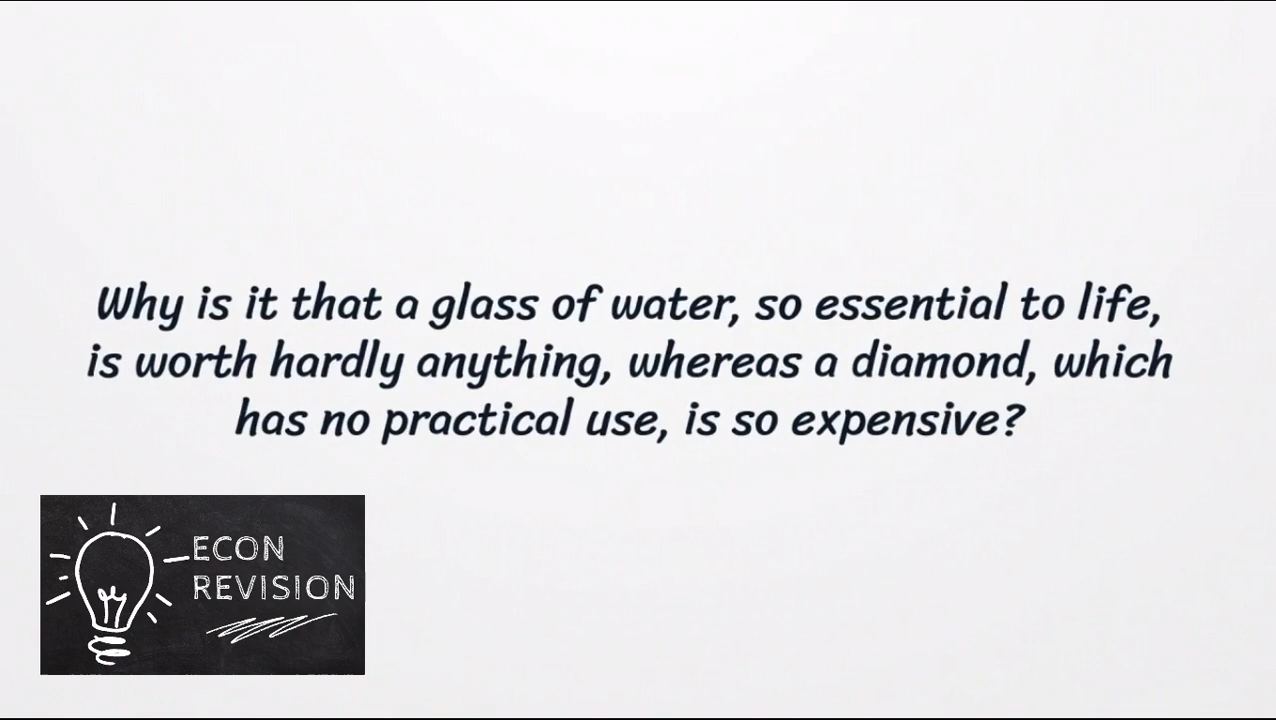 Why is it that a glass of water, so essential to life,
is worth hardly anything, whereas a diamond, which
has no practical use, is so expensive?
ECON
REVISION